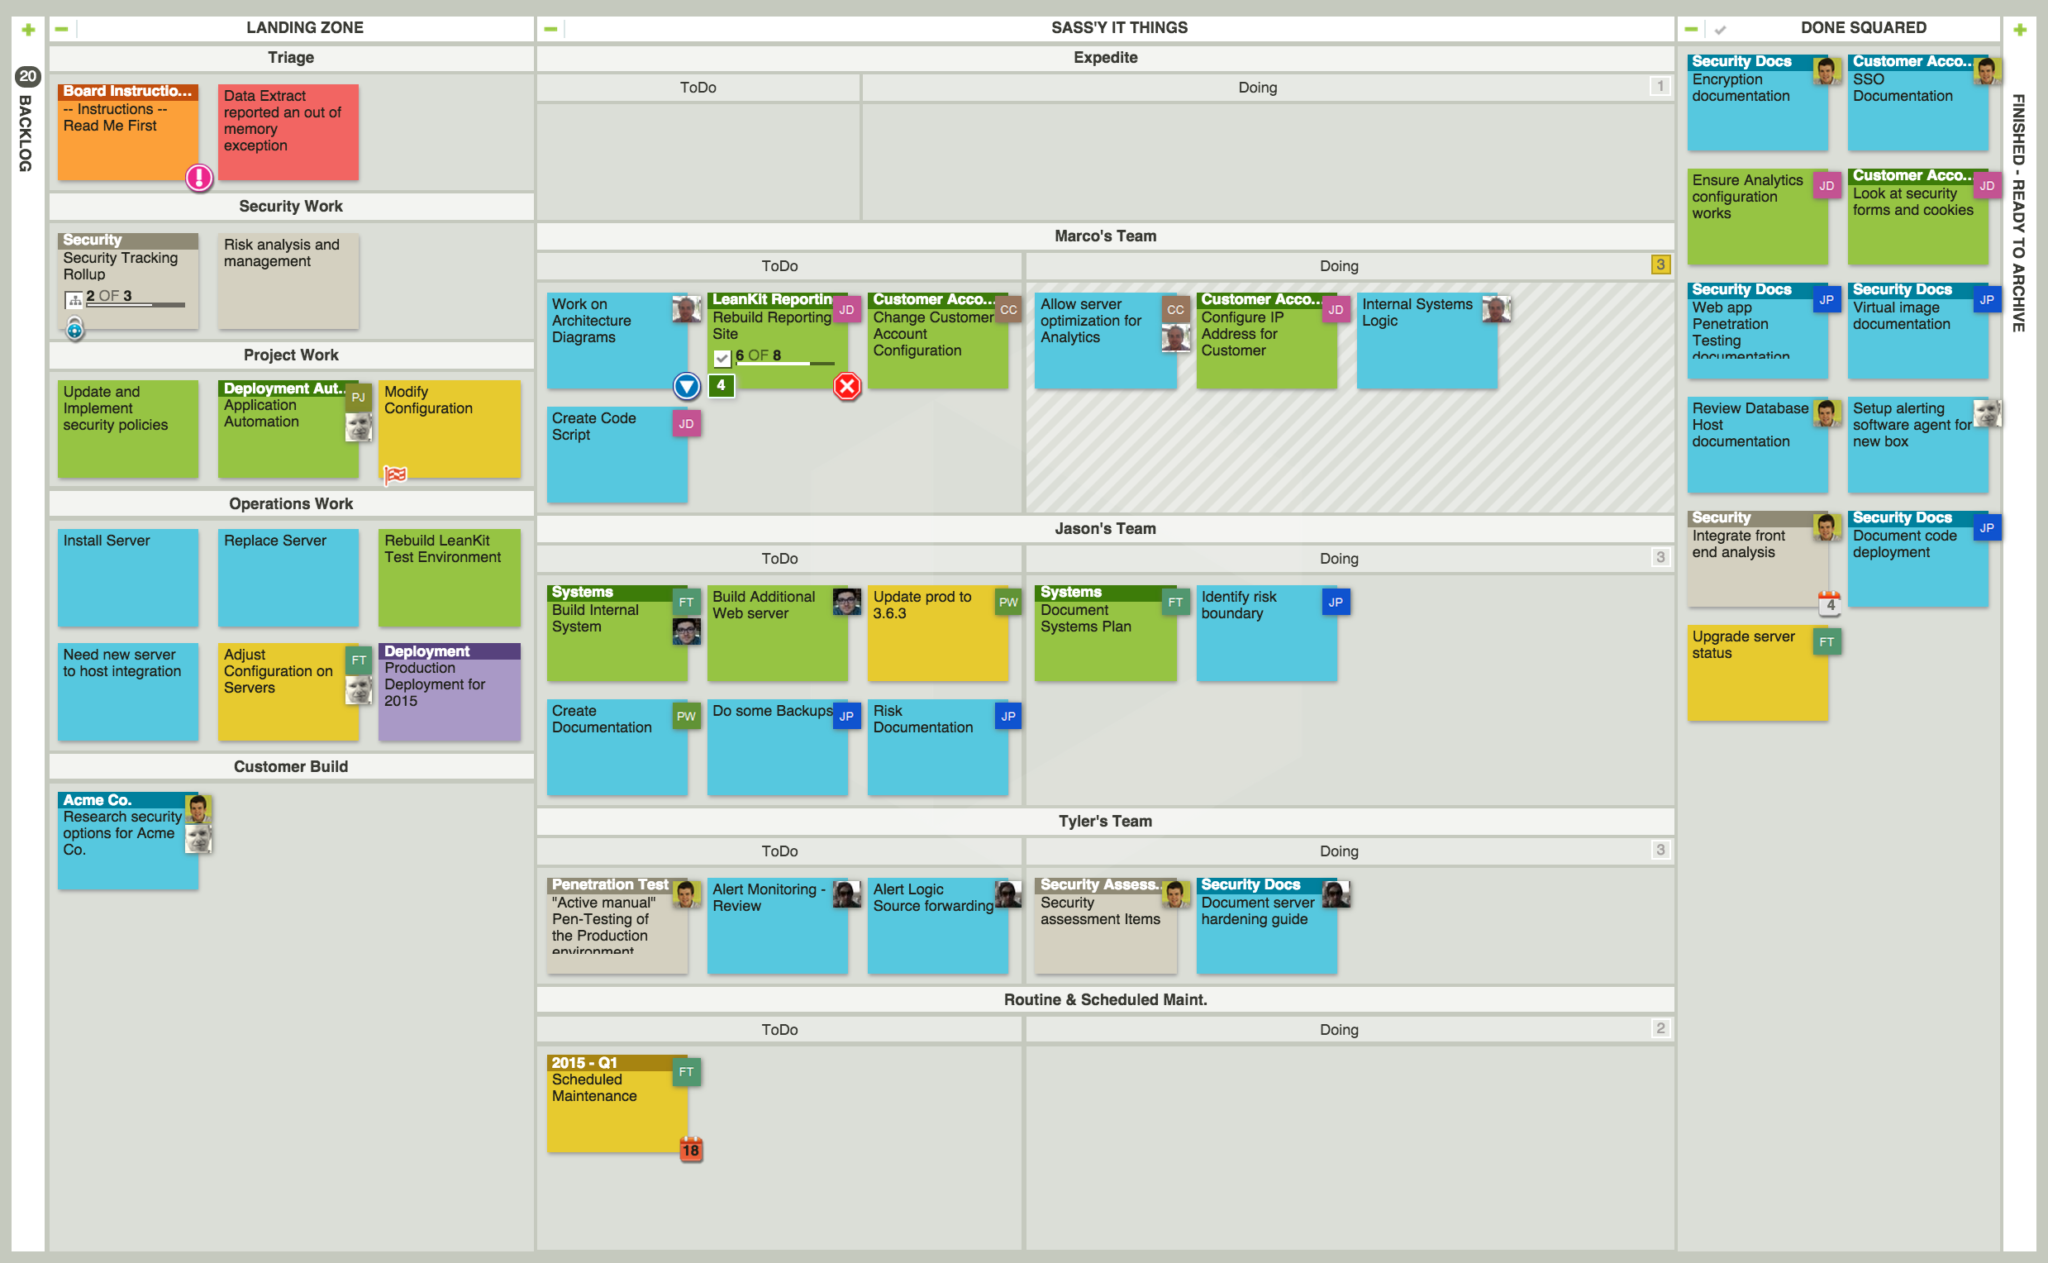 20
BACKLOG
LANDING ZONE
Triage
Board Instructio...
-- Instructions --
Read Me First
Data Extract
reported an out of
memory
exception
Security Work
Security
Security Tracking
Rollup
2 OF 3
Risk analysis and
management
Project Work
Update and
Implement
security policies
Deployment Aut...
Application
Automation
PJ
Modify
Configuration
Operations Work
Install Server
Replace Server
Rebuild LeanKit
Test Environment
Need new server
to host integration
Adjust
Configuration on
Servers
FT
Deployment
Production
Deployment for
2015
Customer Build
Acme Co.
Research security
options for Acme
Co.
SASS'Y IT THINGS
Expedite
ToDo
Doing
1
Marco's Team
ToDo
Doing
3
Work on
Architecture
Diagrams
LeanKit Reporting
Rebuild Reporting
Site
6 OF 8
4
JD
Customer Acco...
Change Customer
Account
Configuration
CC
Create Code
Script
JD
Allow server
optimization for
Analytics
CC
Customer Acco...
Configure IP
Address for
Customer
JD
Internal Systems
Logic
Jason's Team
ToDo
Doing
3
Systems
Build Internal
System
FT
Build Additional
Web server
Update prod to
3.6.3
PW
Create
Documentation
PW
Do some Backups
JP
Risk
Documentation
JP
Systems
Document
Systems Plan
FT
Identify risk
boundary
JP
Tyler's Team
ToDo
Doing
3
Penetration Test
"Active manual"
Pen-Testing of
the Production
environment
Alert Monitoring -
Review
Alert Logic
Source forwarding
Security Assess...
Security
assessment Items
Security Docs
Document server
hardening guide
Routine & Scheduled Maint.
ToDo
Doing
2
2015 - Q1
Scheduled
Maintenance
FT
18
DONE SQUARED
Security Docs
Encryption
documentation
Customer Acco...
SSO
Documentation
Ensure Analytics
configuration
works
JD
Customer Acco...
Look at security
forms and cookies
JD
Security Docs
Web app
Penetration
Testing
documentation
JP
Security Docs
Virtual image
documentation
JP
Review Database
Host
documentation
Setup alerting
software agent for
new box
Security
Integrate front
end analysis
4
Security Docs
Document code
deployment
JP
Upgrade server
status
FT
FINISHED - READY TO ARCHIVE